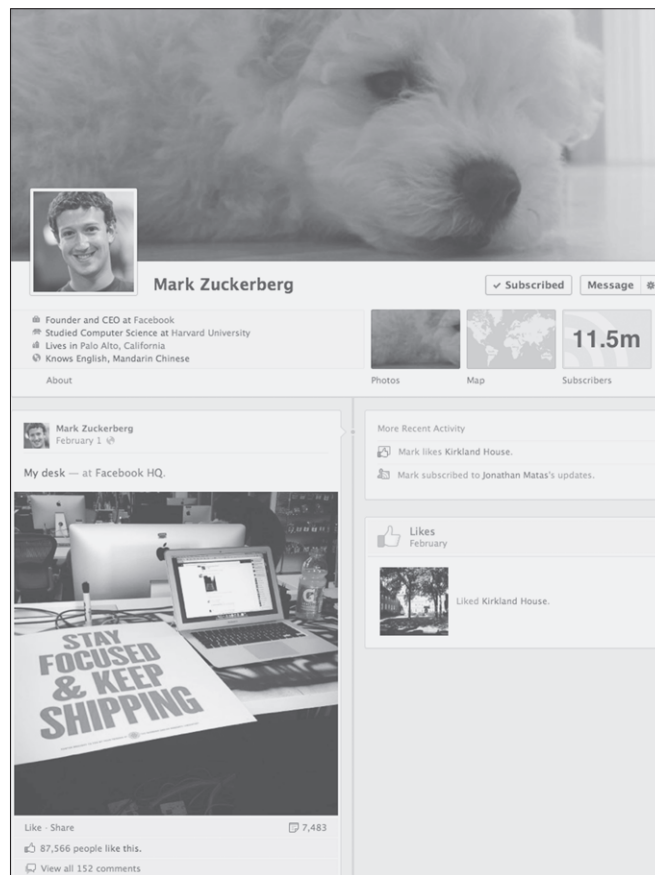 Mark Zuckerberg
Subscribed
Message
Founder and CEO at Facebook
Studied Computer Science at Harvard University
Lives in Palo Alto, California
Knows English, Mandarin Chinese
About
Photos
Map
11.5m
Subscribers
Mark Zuckerberg
February 1
My desk — at Facebook HQ.
STAY
FOCUSED
& KEEP
SHIPPING
Like · Share
7,483
87,566 people like this.
View all 152 comments
More Recent Activity
Mark likes Kirkland House.
Mark subscribed to Jonathan Matas's updates.
Likes
February
Liked Kirkland House.